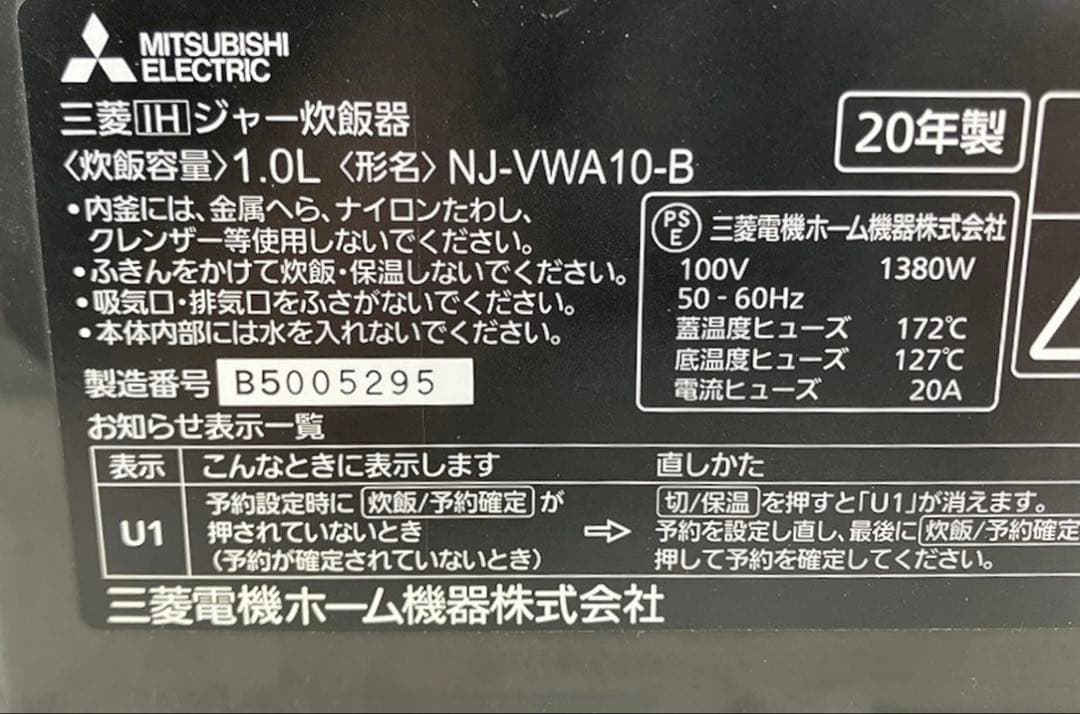 MITSUBISHI
ELECTRIC
三菱IHジャー炊飯器
20年製
〈炊飯容量〉1.0L 〈形名〉NJ-VWA10-B
•内釜には、金属へら、ナイロンたわし、
クレンザー等使用しないでください。
•ふきんをかけて炊飯・保温しないでください。
•吸気口・排気口をふさがないでください。
•本体内部には水を入れないでください。
PS
E
三菱電機ホーム機器株式会社
100V 1380W
50-60Hz
蓋温度ヒューズ 172℃
底温度ヒューズ 127℃
電流ヒューズ 20A
製造番号 B5005295
お知らせ表示一覧
表示 こんなときに表示します 直しかた
U1
予約設定時に 炊飯/予約確定 が
押されていないとき
(予約が確定されていないとき)
⇨
切/保温 を押すと「U1」が消えます。
予約を設定し直し、最後に 炊飯/予約確定
押して予約を確定してください。
三菱電機ホーム機器株式会社